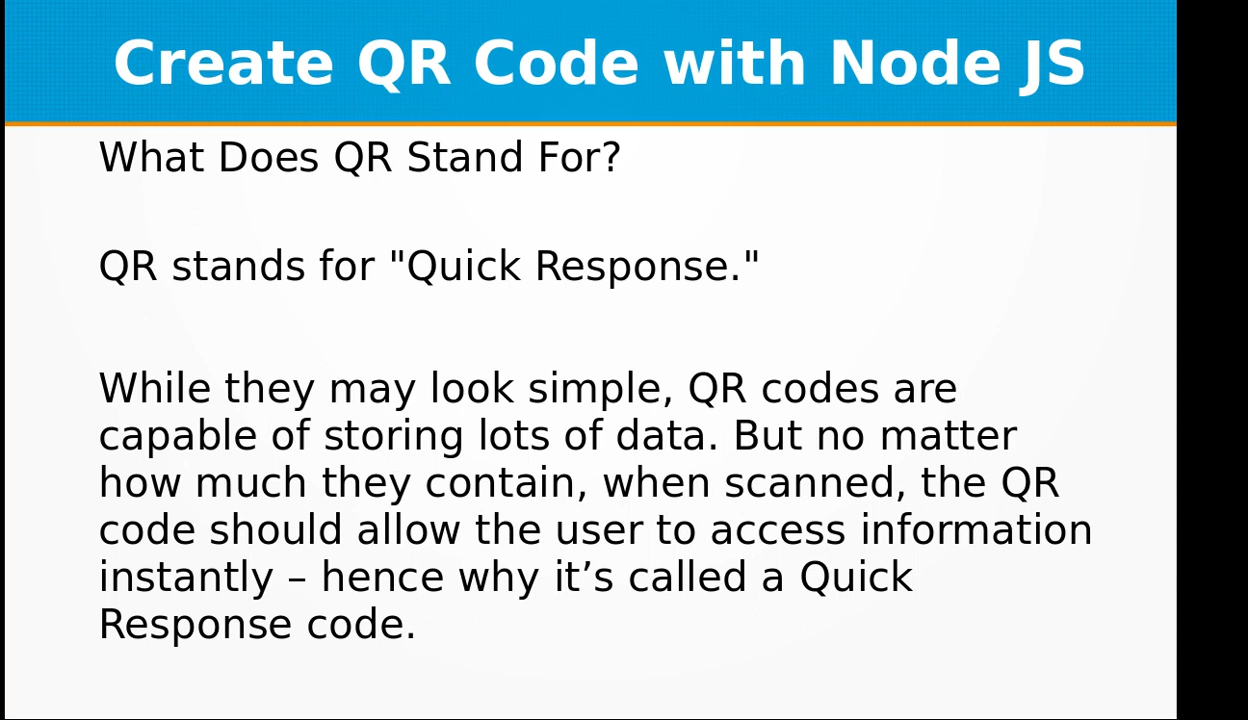 Create QR Code with Node JS
What Does QR Stand For?
QR stands for "Quick Response."
While they may look simple, QR codes are
capable of storing lots of data. But no matter
how much they contain, when scanned, the QR
code should allow the user to access information
instantly – hence why it’s called a Quick
Response code.